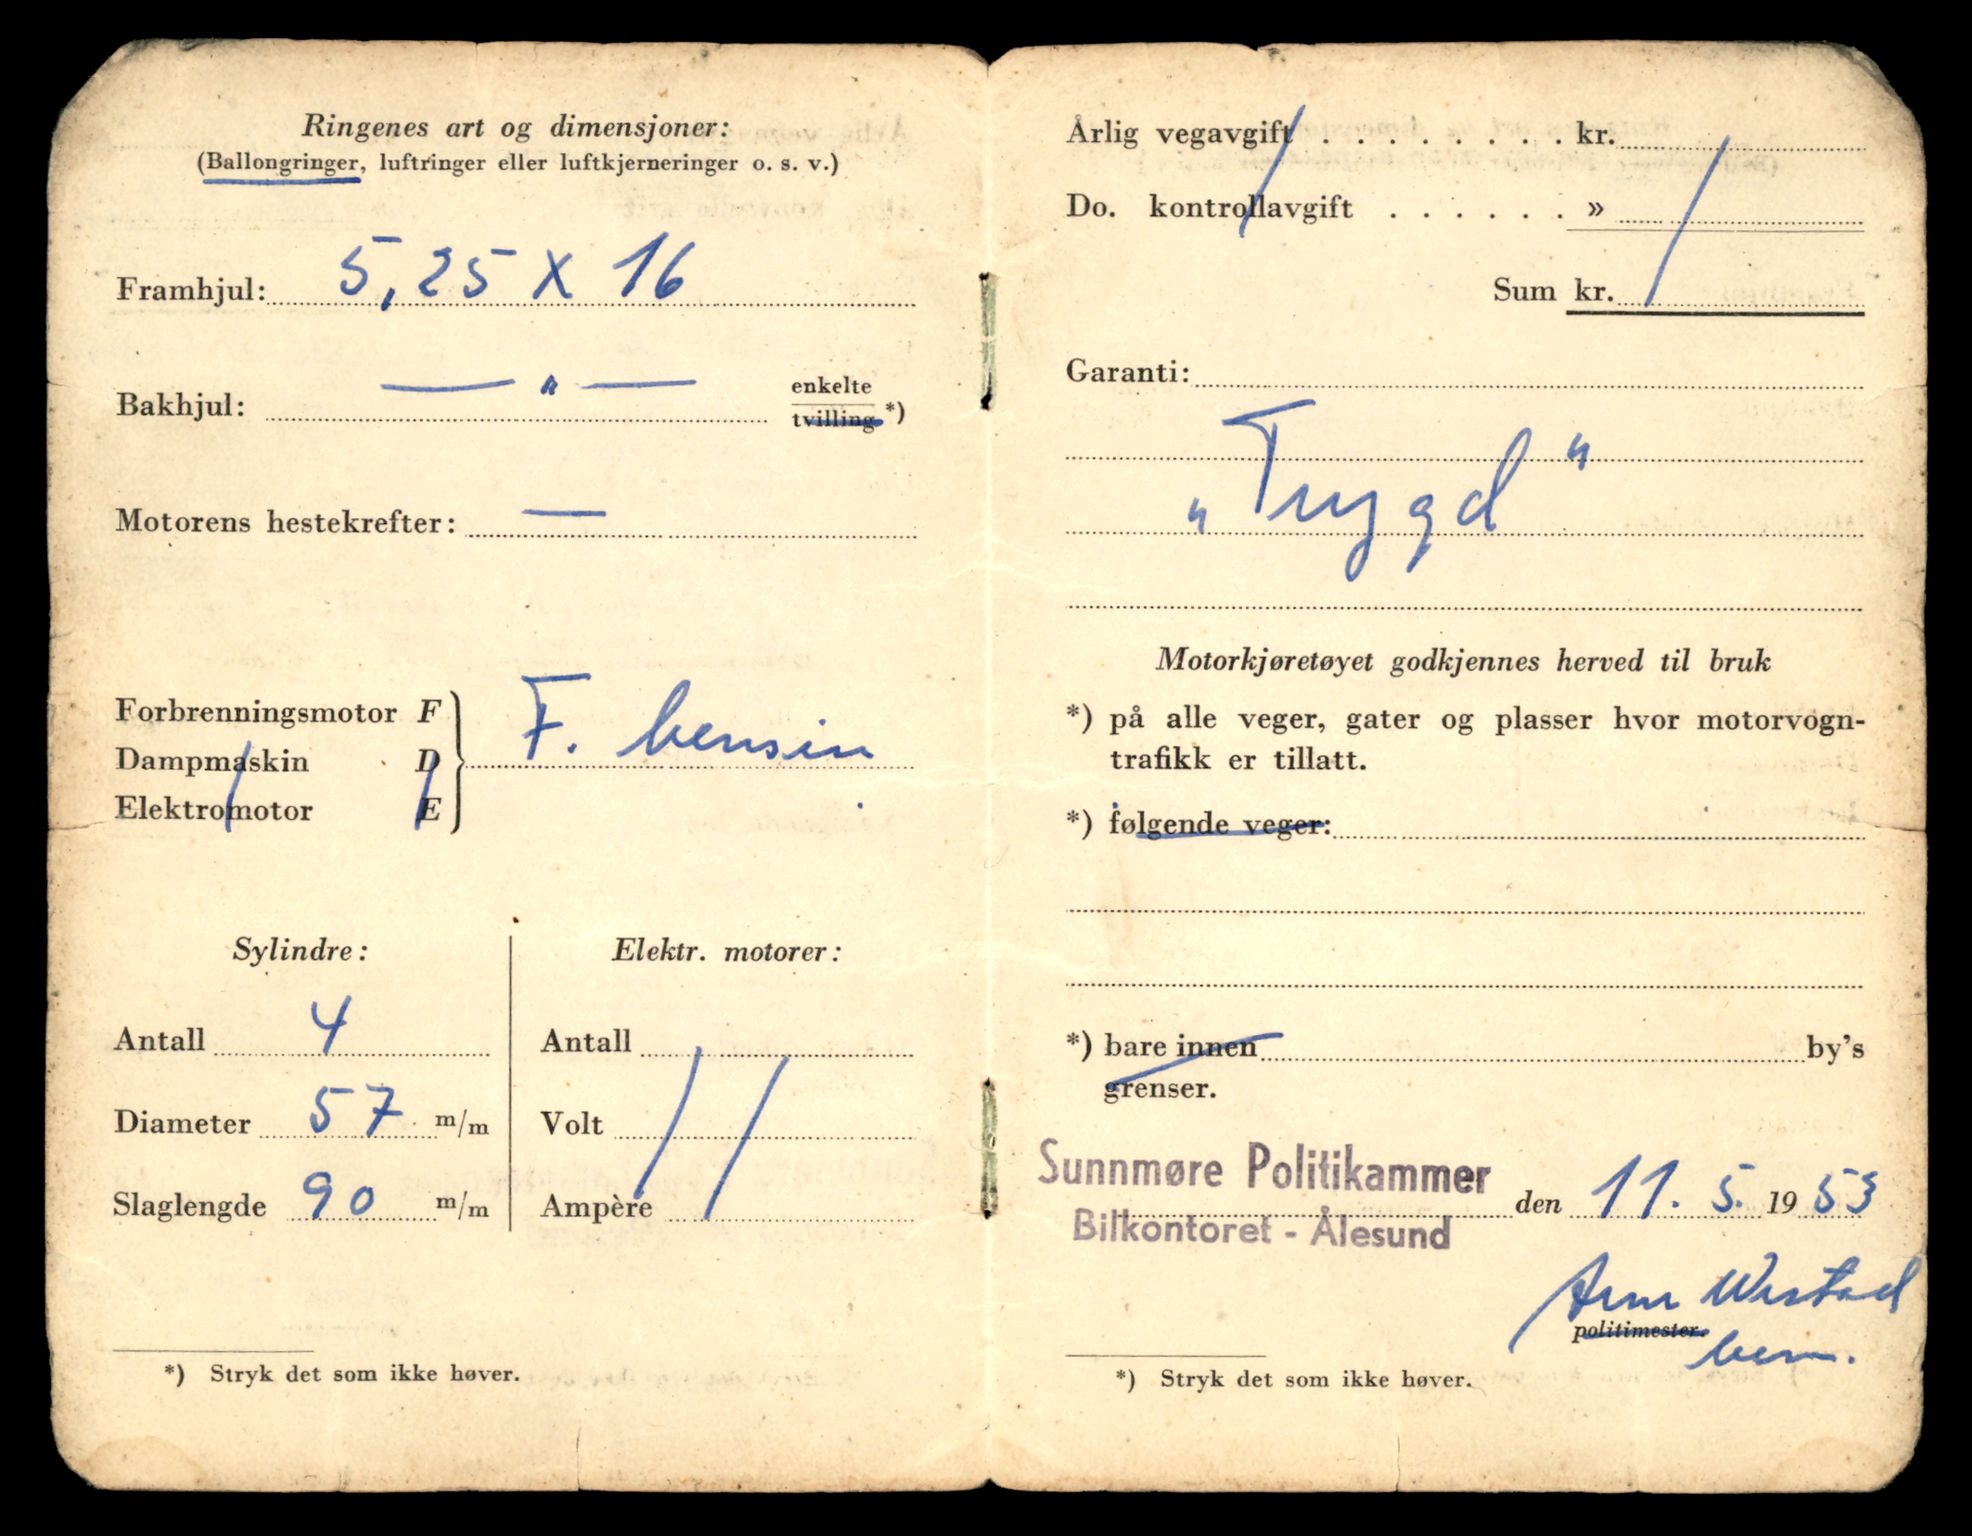 Ringenes art og dimensjoner:
(Ballongringer, luftringer eller luftkjerneringer o. s. v.)
Framhjul: 5,25 X 16
Bakhjul: — " — enkelte
tvilling *)
Motorens hestekrefter: —
Forbrenningsmotor F
Dampmaskin D
Elektromotor E
F. bensin
Sylindre:
Antall 4
Diameter 57 m/m
Slaglengde 90 m/m
Elektr. motorer:
Antall
Volt
Ampère
*) Stryk det som ikke høver.
Årlig vegavgift . . . . . . . . kr.
Do. kontrollavgift . . . . . . »
Sum kr.
Garanti:
"Trygd"
Motorkjøretøyet godkjennes herved til bruk
*) på alle veger, gater og plasser hvor motorvogn-
trafikk er tillatt.
*) følgende veger:
*) bare innen by's
grenser.
Sunnmøre Politikammer
den 11. 5. 1953
Bilkontoret - Ålesund
politimester.
*) Stryk det som ikke høver.